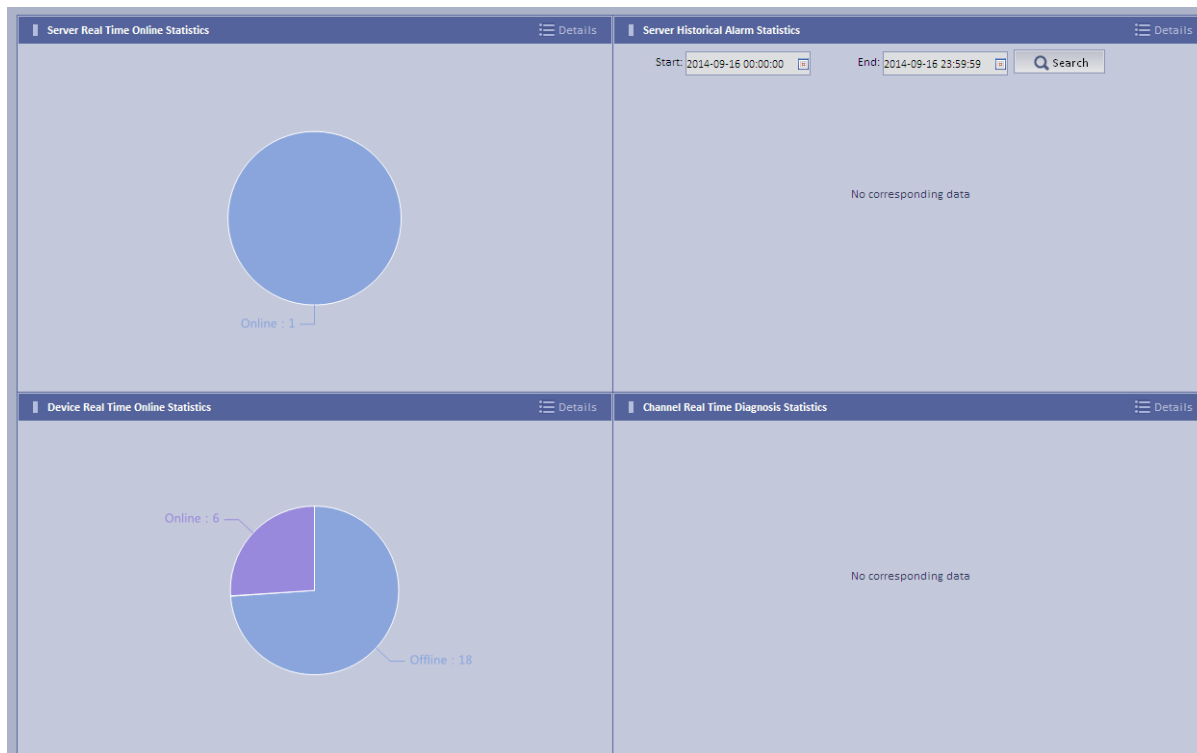 Server Real Time Online Statistics
Details
Online : 1
Server Historical Alarm Statistics
Details
Start: 2014-09-16 00:00:00 End: 2014-09-16 23:59:59 Search
No corresponding data
Device Real Time Online Statistics
Details
Online : 6
Offline : 18
Channel Real Time Diagnosis Statistics
Details
No corresponding data